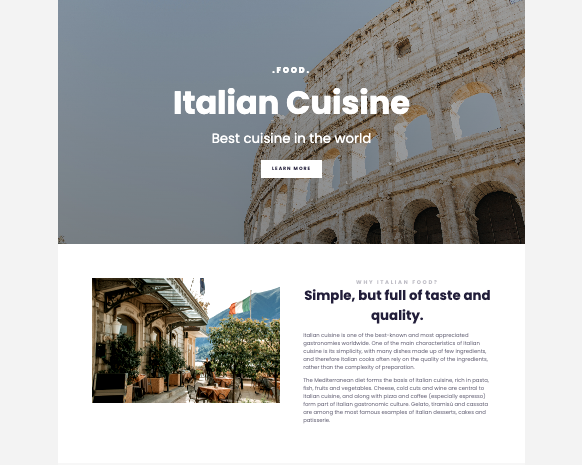 .FOOD.
Italian Cuisine
Best cuisine in the world
LEARN MORE
WHY ITALIAN FOOD?
Simple, but full of taste and
quality.
Italian cuisine is one of the best-known and most appreciated
gastronomies worldwide. One of the main characteristics of Italian
cuisine is its simplicity, with many dishes made up of few ingredients,
and therefore Italian cooks often rely on the quality of the ingredients,
rather than the complexity of preparation.
The Mediterranean diet forms the basis of Italian cuisine, rich in pasta,
fish, fruits and vegetables. Cheese, cold cuts and wine are central to
Italian cuisine, and along with pizza and coffee (especially espresso)
form part of Italian gastronomic culture. Gelato, tiramisù and cassata
are among the most famous examples of Italian desserts, cakes and
patisserie.